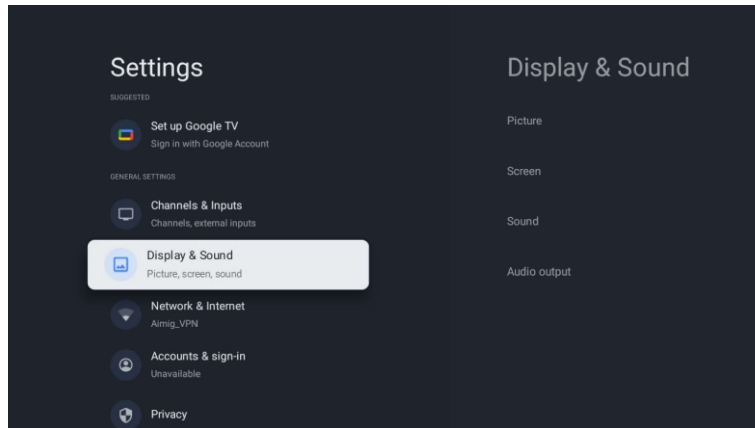 Settings
SUGGESTED
Set up Google TV
Sign in with Google Account
GENERAL SETTINGS
Channels & Inputs
Channels, external inputs
Display & Sound
Picture, screen, sound
Network & Internet
Aimig_VPN
Accounts & sign-in
Unavailable
Privacy
Display & Sound
Picture
Screen
Sound
Audio output